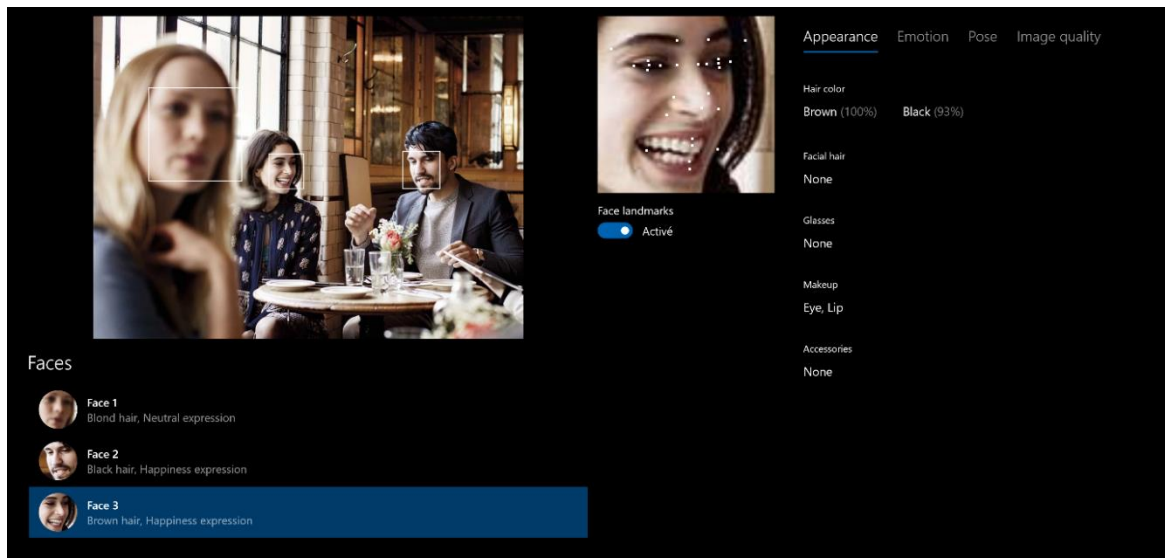 Appearance Emotion Pose Image quality
Hair color
Brown (100%) Black (93%)
Facial hair
None
Face landmarks
Activé
Glasses
None
Makeup
Eye, Lip
Accessories
None
Faces
Face 1
Blond hair, Neutral expression
Face 2
Black hair, Happiness expression
Face 3
Brown hair, Happiness expression